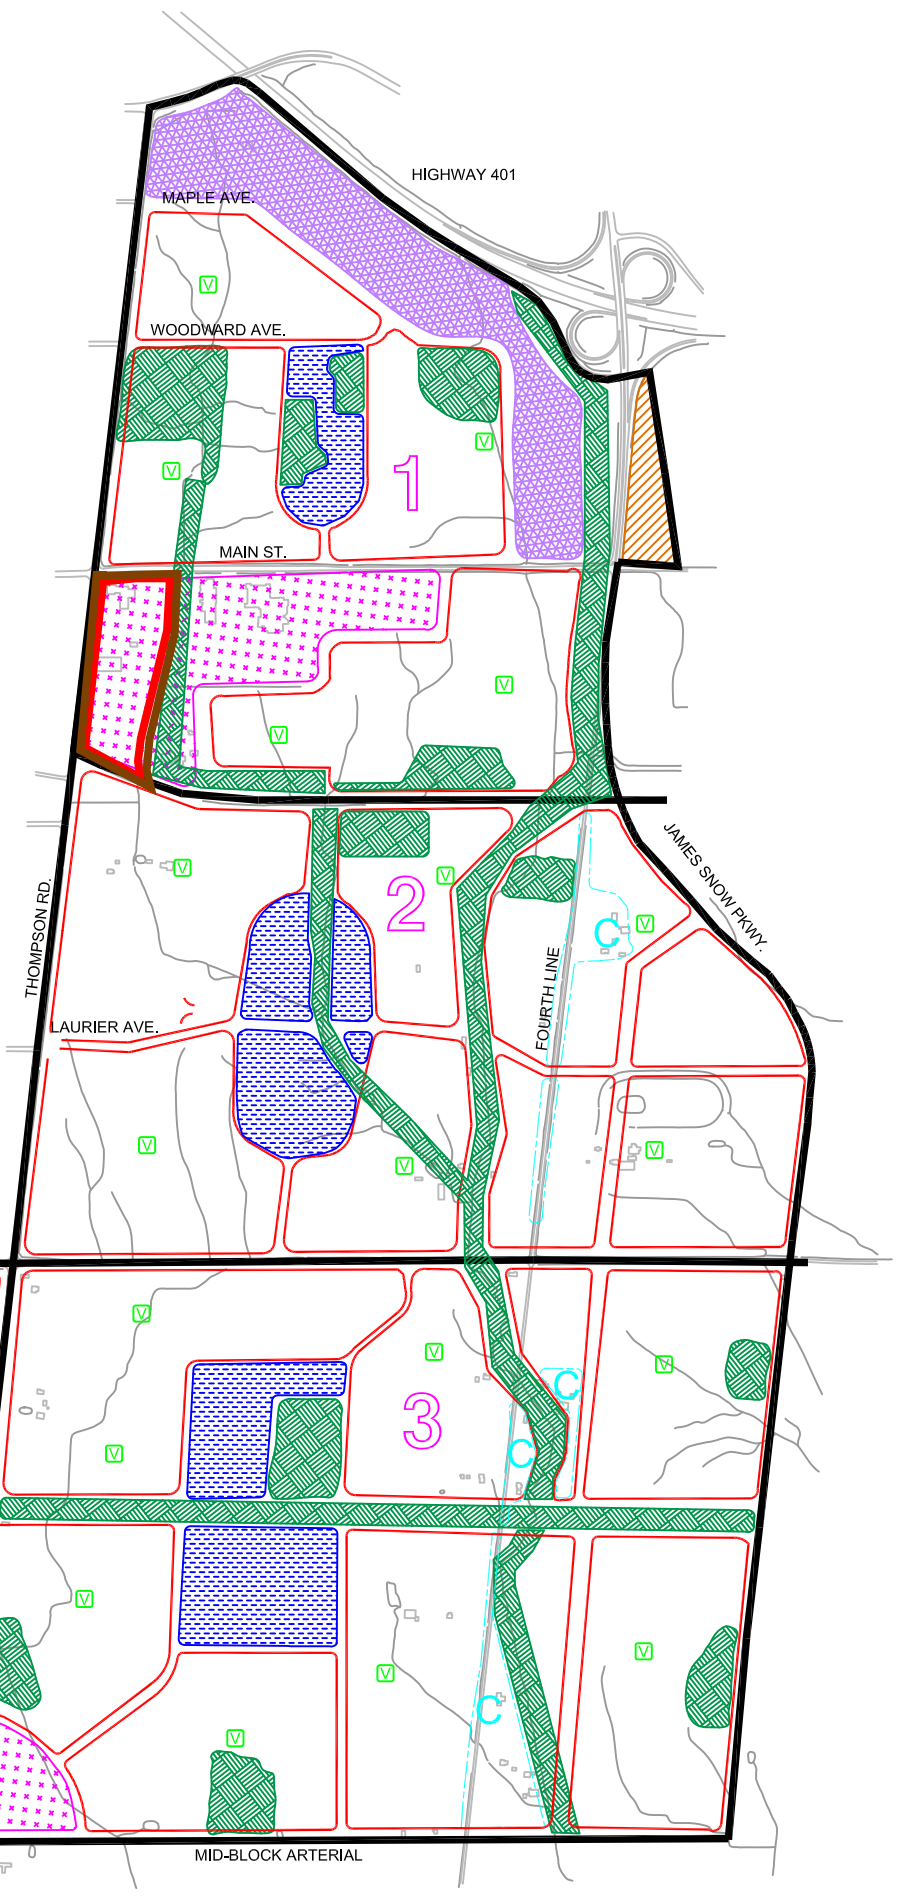 HIGHWAY 401
MAPLE AVE.
V
WOODWARD AVE.
V
V
1
MAIN ST.
V
V
JAMES SNOW PKWY.
V
V
2
C
V
THOMPSON RD.
FOURTH LINE
LAURIER AVE.
V
V
V
V
V
V
C
3
C
V
V
V
V
C
V
MID-BLOCK ARTERIAL